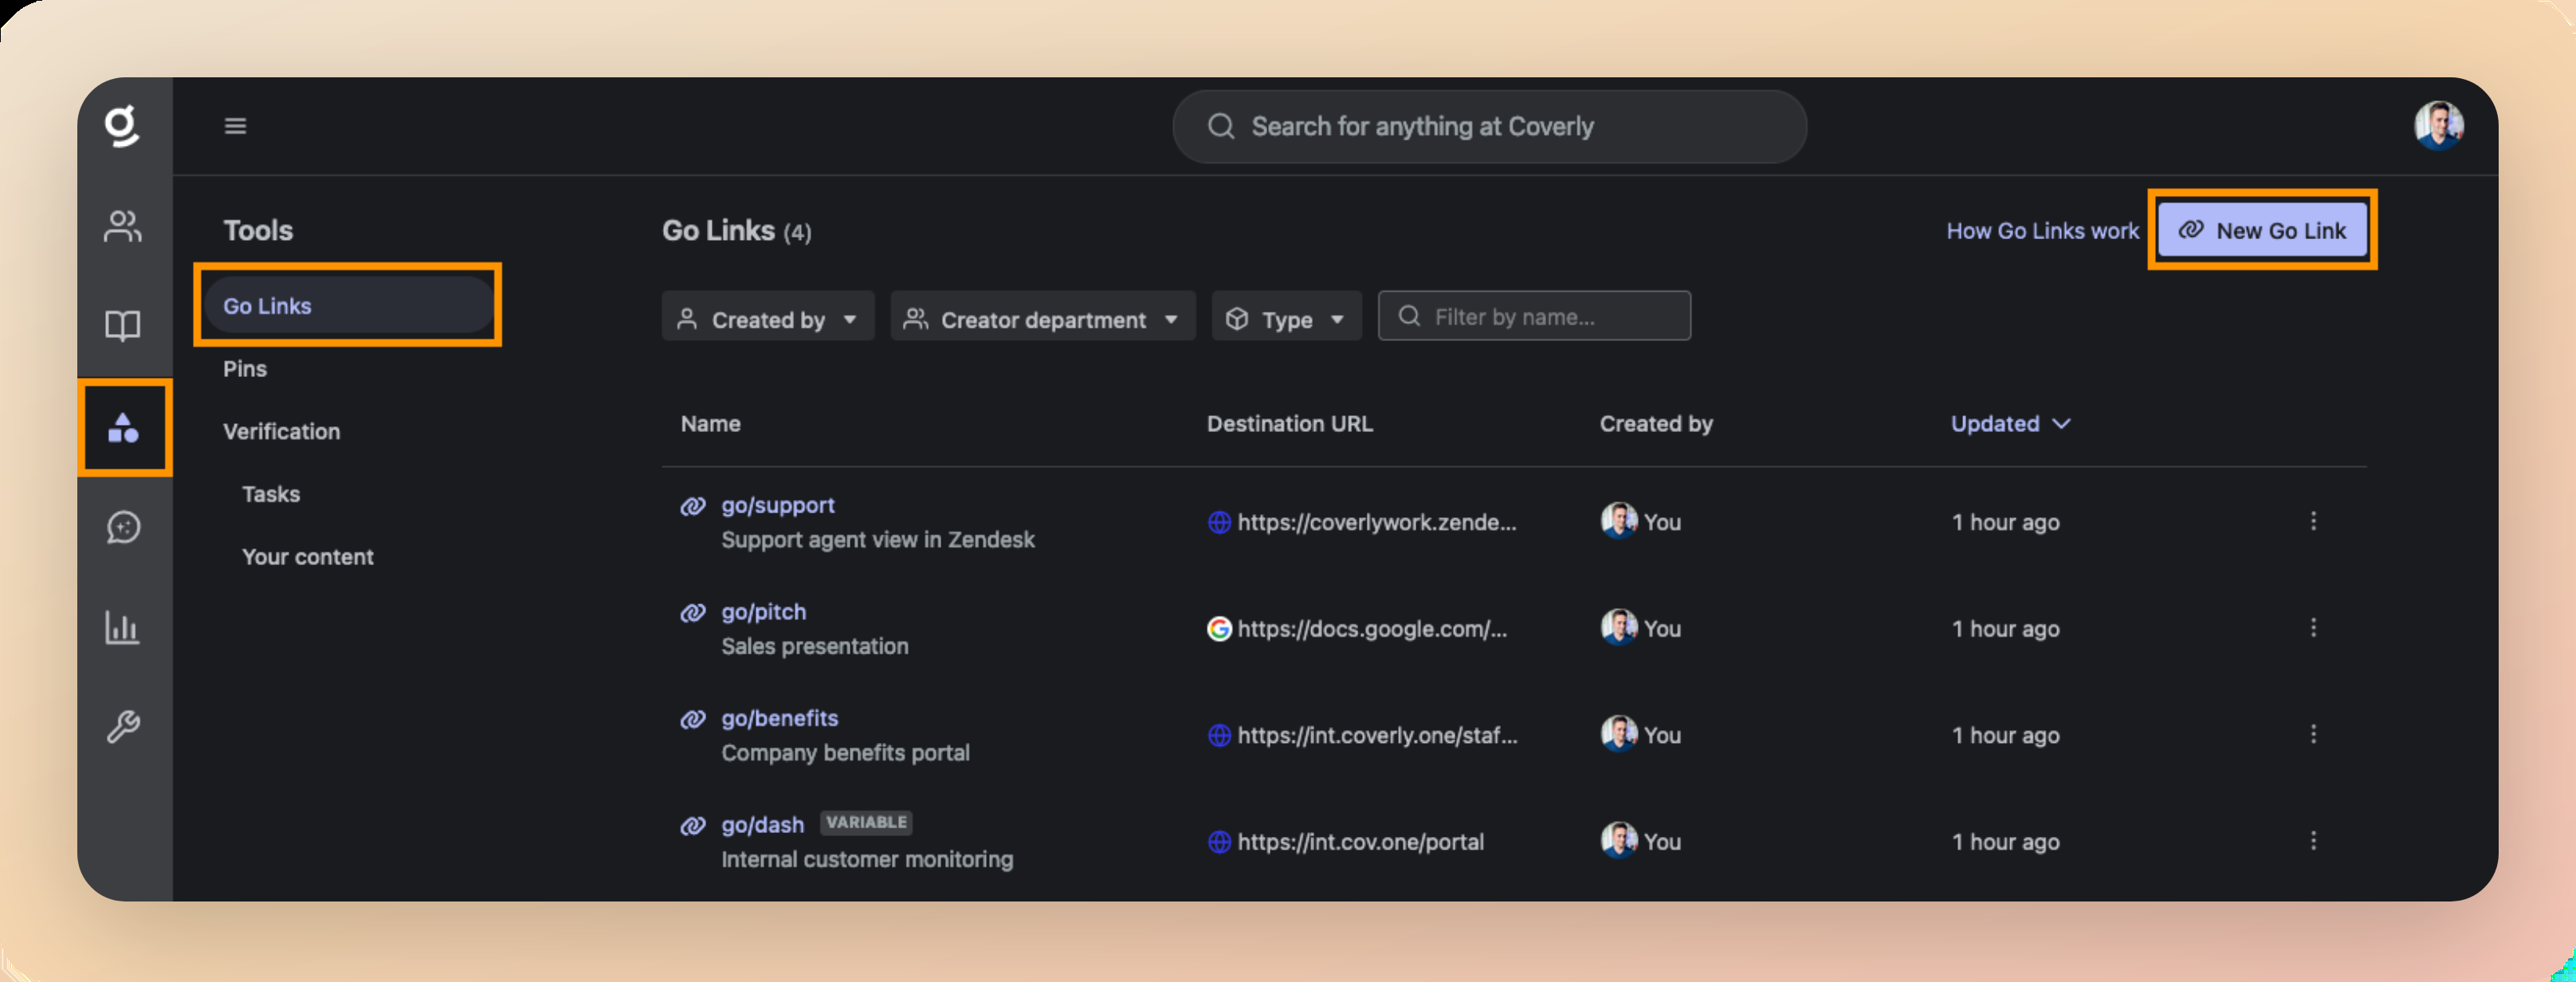 g
Search for anything at Coverly
Tools
Go Links
Pins
Verification
Tasks
Your content
Go Links (4)
How Go Links work
New Go Link
Created by
Creator department
Type
Filter by name...
Name Destination URL Created by Updated
go/support
Support agent view in Zendesk
https://coverlywork.zende... You 1 hour ago
go/pitch
Sales presentation
https://docs.google.com/... You 1 hour ago
go/benefits
Company benefits portal
https://int.coverly.one/staf... You 1 hour ago
go/dash VARIABLE
Internal customer monitoring
https://int.cov.one/portal You 1 hour ago